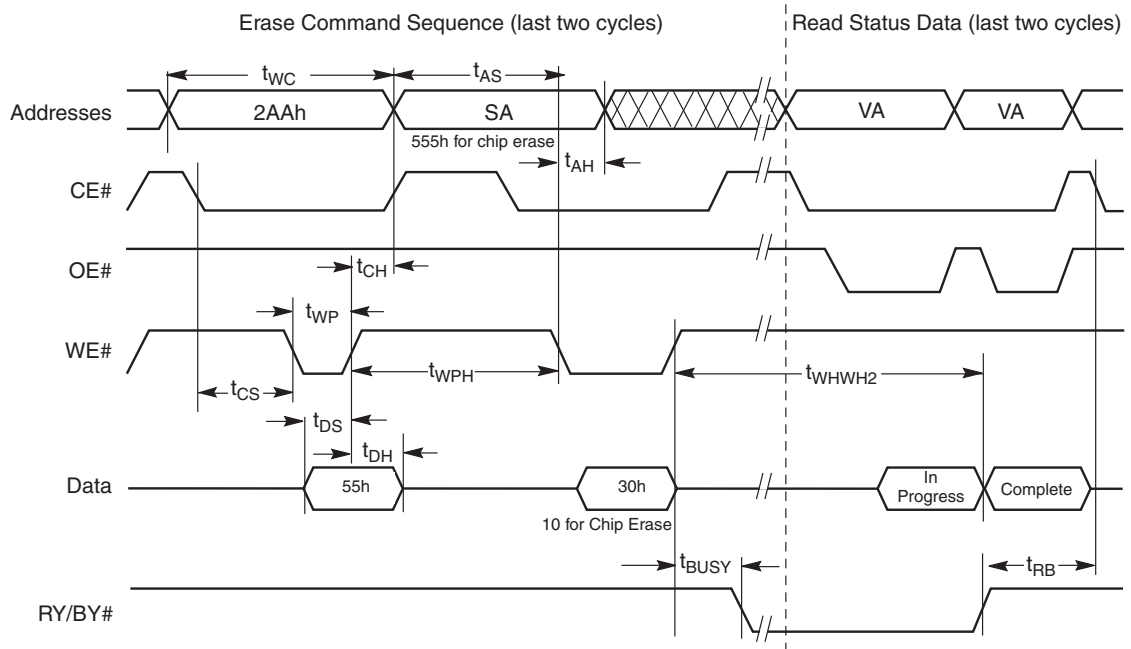 Erase Command Sequence (last two cycles)
Read Status Data (last two cycles)
tWC
tAS
Addresses
2AAh
SA
VA
VA
555h for chip erase
tAH
CE#
OE#
tCH
tWP
WE#
tWPH
tWHWH2
tCS
tDS
tDH
Data
55h
30h
In
Progress
Complete
10 for Chip Erase
tBUSY
tRB
RY/BY#